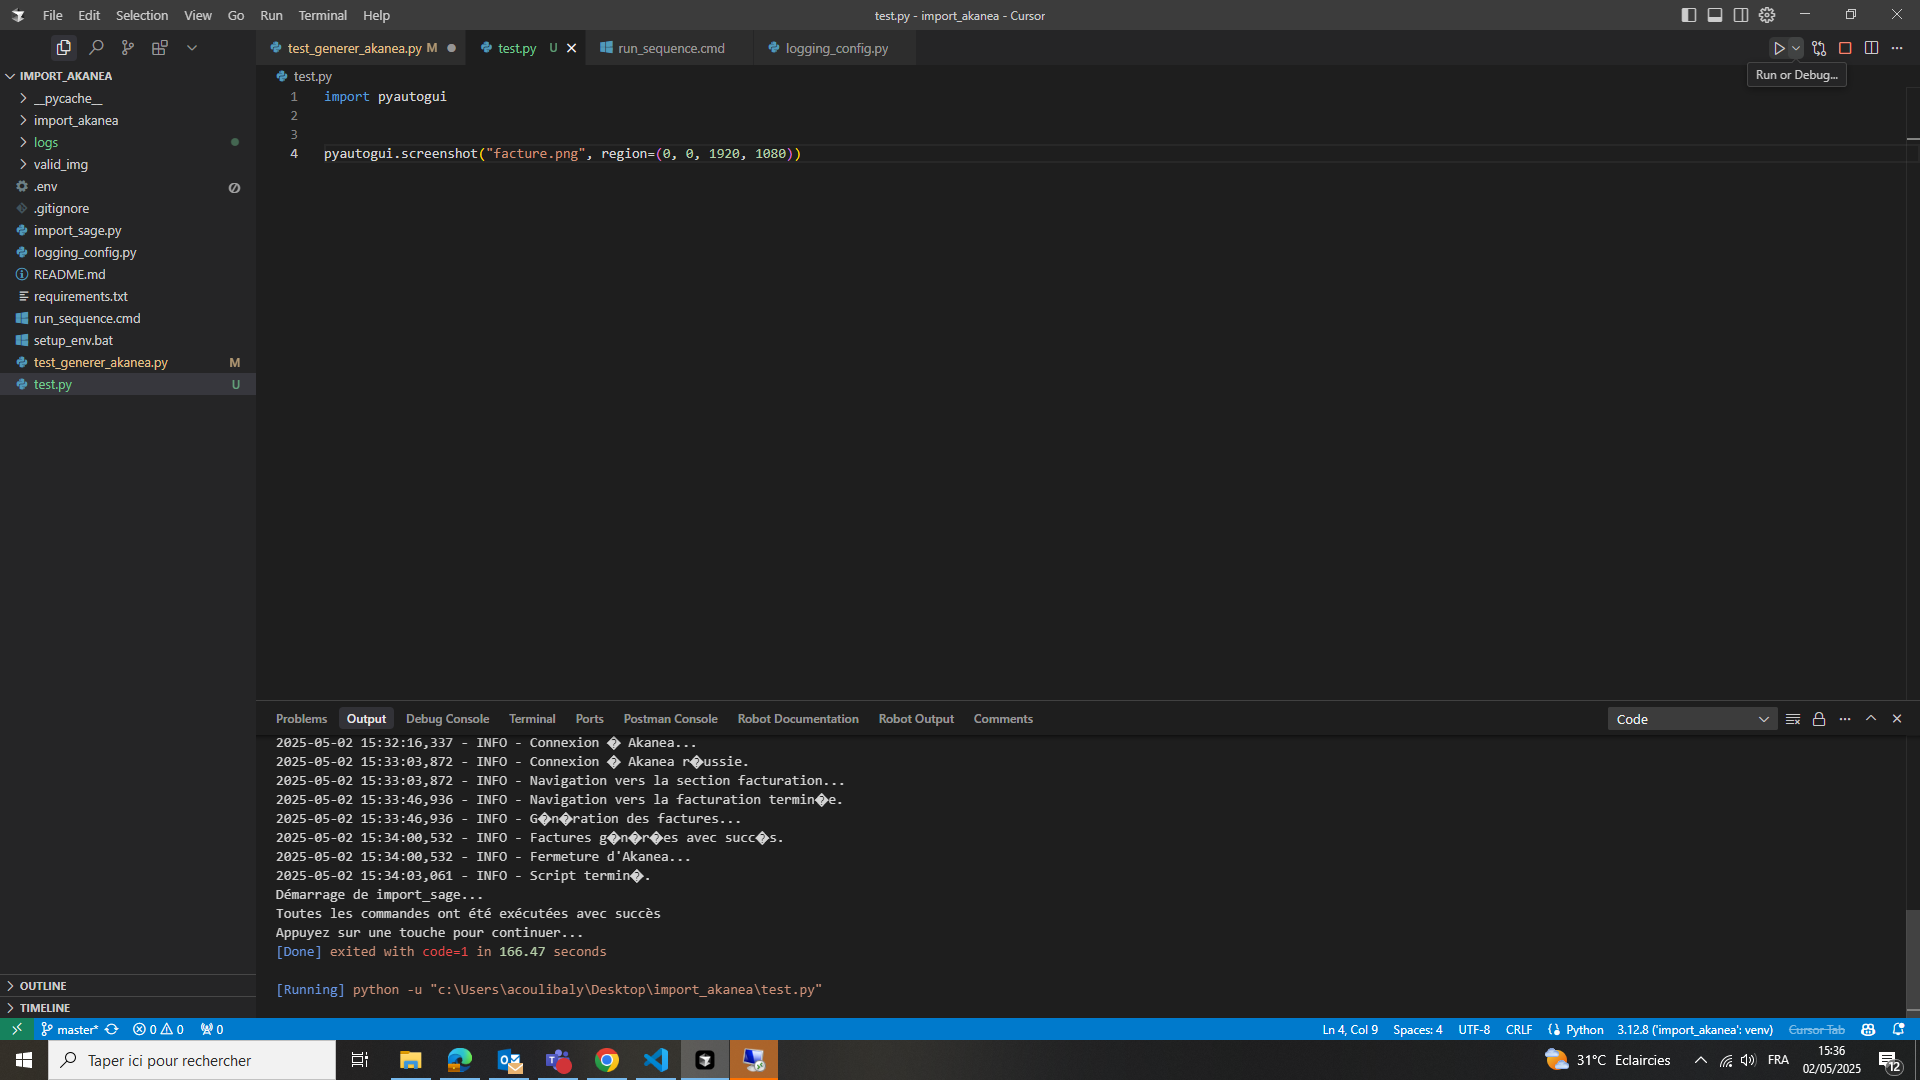 File Edit Selection View Go Run Terminal Help
test.py - import_akanea - Cursor
test_generer_akanea.py M
test.py U
run_sequence.cmd
logging_config.py
Run or Debug...
IMPORT_AKANEA
__pycache__
import_akanea
logs
valid_img
.env
.gitignore
import_sage.py
logging_config.py
README.md
requirements.txt
run_sequence.cmd
setup_env.bat
test_generer_akanea.py M
test.py U
OUTLINE
TIMELINE
test.py
1 import pyautogui
2
3
4 pyautogui.screenshot("facture.png", region=(0, 0, 1920, 1080))
Problems Output Debug Console Terminal Ports Postman Console Robot Documentation Robot Output Comments
Code
2025-05-02 15:32:16,337 - INFO - Connexion � Akanea...
2025-05-02 15:33:03,872 - INFO - Connexion � Akanea r�ussie.
2025-05-02 15:33:03,872 - INFO - Navigation vers la section facturation...
2025-05-02 15:33:46,936 - INFO - Navigation vers la facturation termin�e.
2025-05-02 15:33:46,936 - INFO - G�n�ration des factures...
2025-05-02 15:34:00,532 - INFO - Factures g�n�r�es avec succ�s.
2025-05-02 15:34:00,532 - INFO - Fermeture d'Akanea...
2025-05-02 15:34:03,061 - INFO - Script termin�.
Démarrage de import_sage...
Toutes les commandes ont été exécutées avec succès
Appuyez sur une touche pour continuer...
[Done] exited with code=1 in 166.47 seconds
[Running] python -u "c:\Users\acoulibaly\Desktop\import_akanea\test.py"
master* 0 0 0
Ln 4, Col 9 Spaces: 4 UTF-8 CRLF Python 3.12.8 ('import_akanea': venv) Cursor Tab
Taper ici pour rechercher
31°C Eclaircies
FRA
15:36
02/05/2025
12